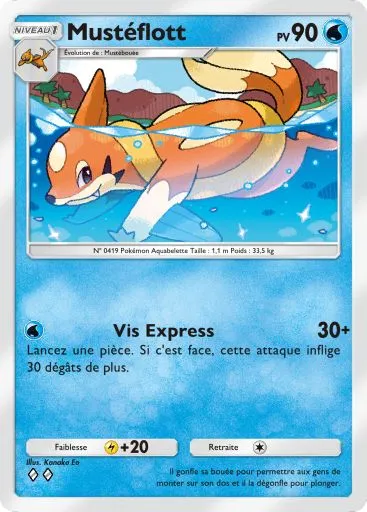 NIVEAU 1 Mustéflott PV 90
Évolution de : Mustébouée
N° 0419 Pokémon Aquabelette Taille : 1,1 m Poids : 33,5 kg
Vis Express 30+
Lancez une pièce. Si c'est face, cette attaque inflige
30 dégâts de plus.
Faiblesse +20 Retraite
Illus. Kanako Eo
Il gonfle sa bouée pour permettre aux gens de
monter sur son dos et il la dégonfle pour plonger.